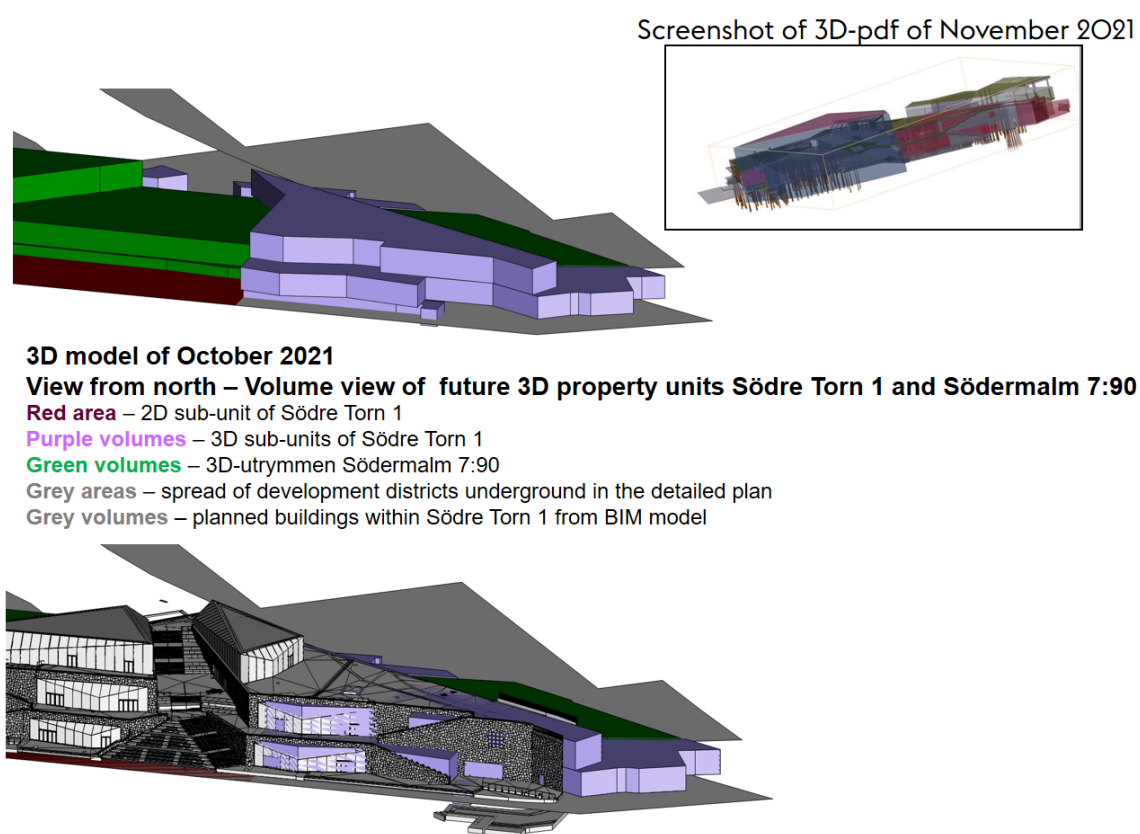 Screenshot of 3D-pdf of November 2021
3D model of October 2021
View from north – Volume view of future 3D property units Södre Torn 1 and Södermalm 7:90
Red area – 2D sub-unit of Södre Torn 1
Purple volumes – 3D sub-units of Södre Torn 1
Green volumes – 3D-utrymmen Södermalm 7:90
Grey areas – spread of development districts underground in the detailed plan
Grey volumes – planned buildings within Södre Torn 1 from BIM model